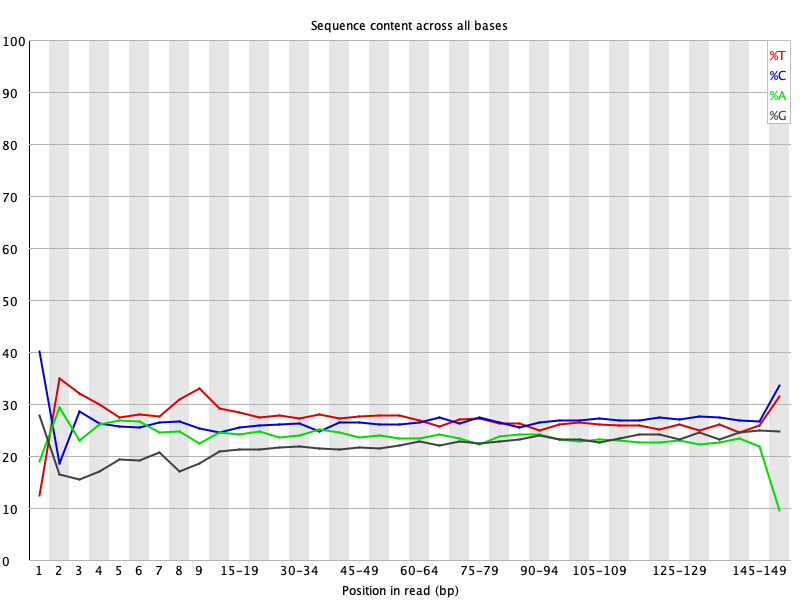 Sequence content across all bases
100
90
80
70
60
50
40
30
20
10
0
%T
%C
%A
%G
1 2 3 4 5 6 7 8 9 15-19 30-34 45-49 60-64 75-79 90-94 105-109 125-129 145-149
Position in read (bp)